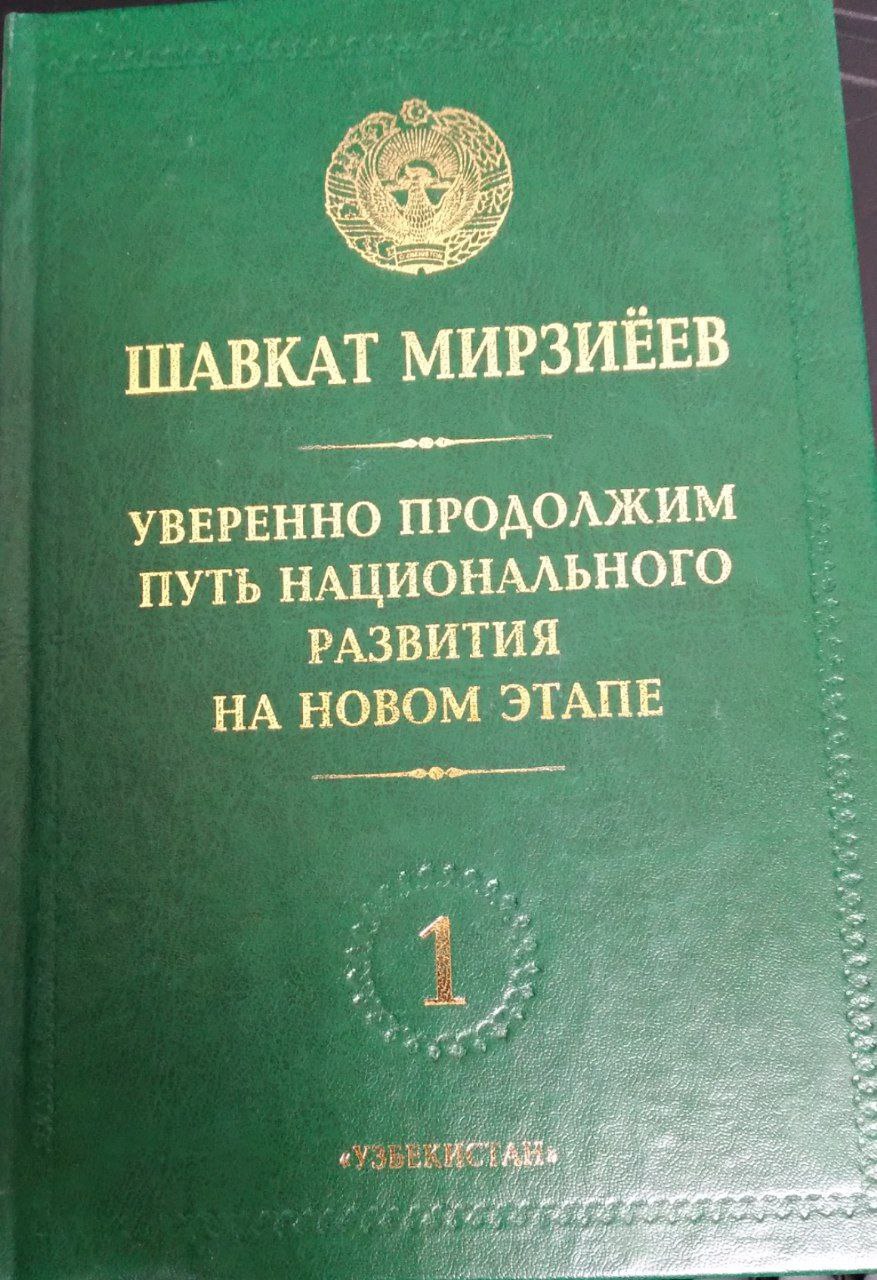 ШАВКАТ МИРЗИЁЕВ
УВЕРЕННО ПРОДОЛЖИМ
ПУТЬ НАЦИОНАЛЬНОГО
РАЗВИТИЯ
НА НОВОМ ЭТАПЕ
1
«УЗБЕКИСТАН»